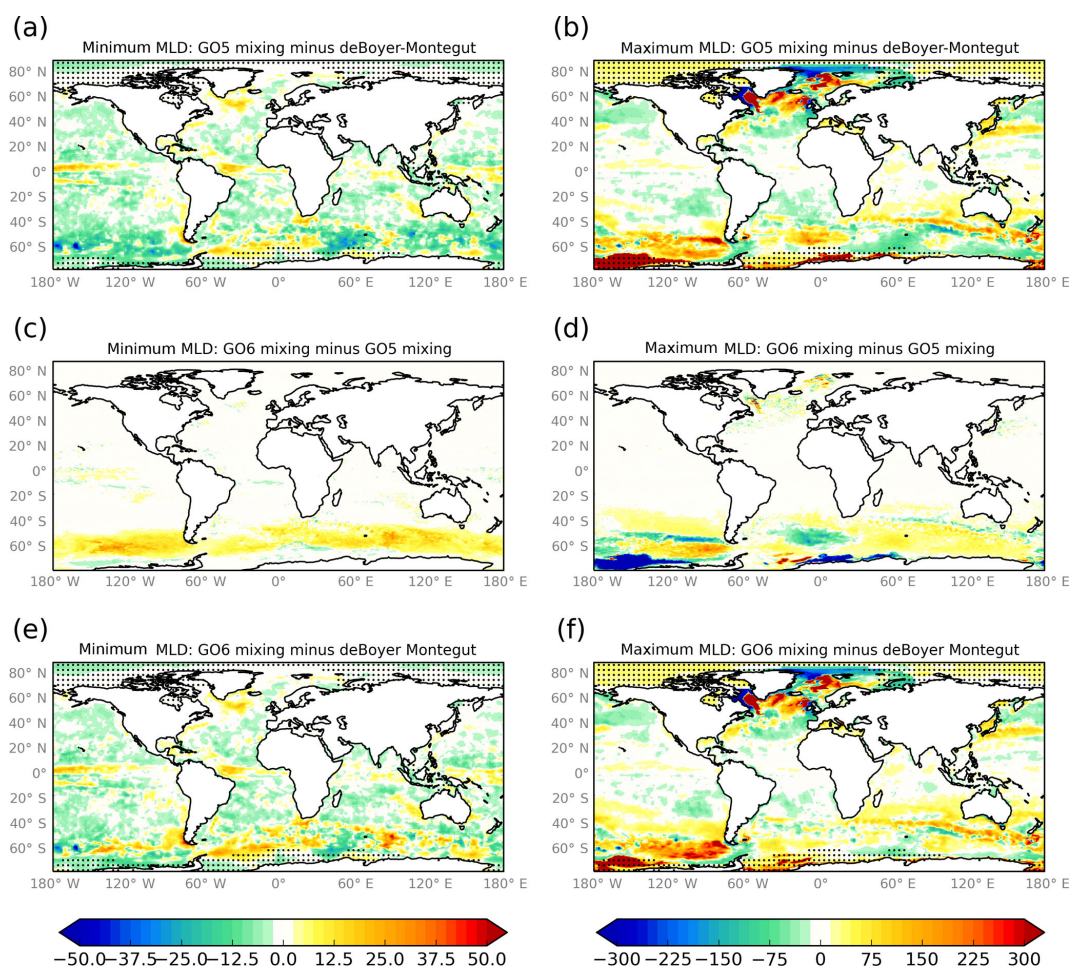 (a)
Minimum MLD: GO5 mixing minus deBoyer-Montegut
80° N
60° N
40° N
20° N
0°
20° S
40° S
60° S
180° W 120° W 60° W 0° 60° E 120° E 180° E
(b)
Maximum MLD: GO5 mixing minus deBoyer-Montegut
80° N
60° N
40° N
20° N
0°
20° S
40° S
60° S
180° W 120° W 60° W 0° 60° E 120° E 180° E
(c)
Minimum MLD: GO6 mixing minus GO5 mixing
80° N
60° N
40° N
20° N
0°
20° S
40° S
60° S
180° W 120° W 60° W 0° 60° E 120° E 180° E
(d)
Maximum MLD: GO6 mixing minus GO5 mixing
80° N
60° N
40° N
20° N
0°
20° S
40° S
60° S
180° W 120° W 60° W 0° 60° E 120° E 180° E
(e)
Minimum MLD: GO6 mixing minus deBoyer Montegut
80° N
60° N
40° N
20° N
0°
20° S
40° S
60° S
180° W 120° W 60° W 0° 60° E 120° E 180° E
(f)
Maximum MLD: GO6 mixing minus deBoyer Montegut
80° N
60° N
40° N
20° N
0°
20° S
40° S
60° S
180° W 120° W 60° W 0° 60° E 120° E 180° E
−50.0 −37.5 −25.0 −12.5 0.0 12.5 25.0 37.5 50.0
−300 −225 −150 −75 0 75 150 225 300